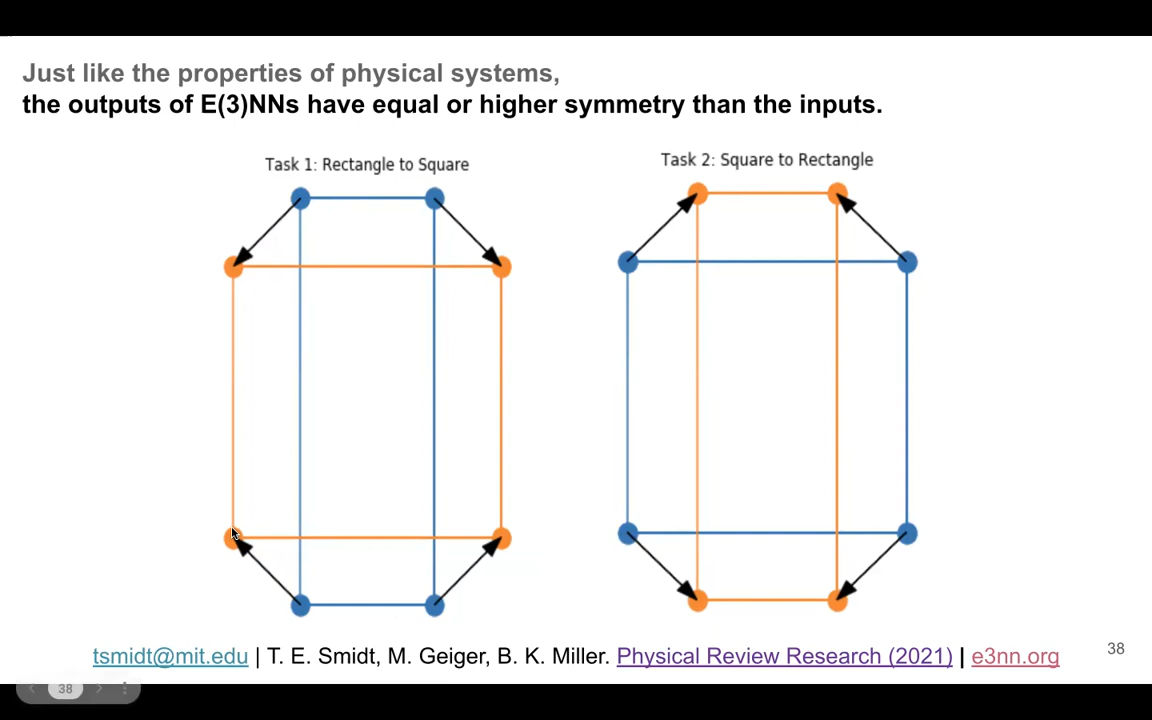 Just like the properties of physical systems,
the outputs of E(3)NNs have equal or higher symmetry than the inputs.
Task 1: Rectangle to Square
Task 2: Square to Rectangle
tsmidt@mit.edu | T. E. Smidt, M. Geiger, B. K. Miller. Physical Review Research (2021) | e3nn.org
38
38